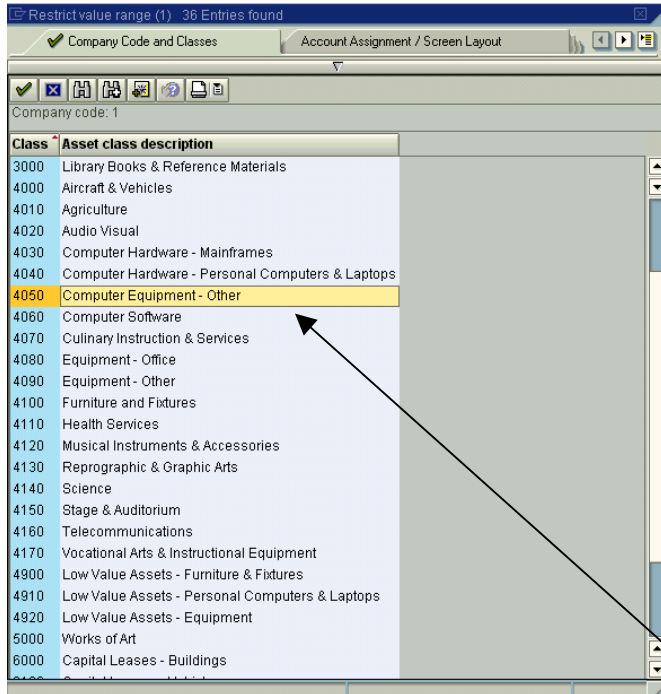 Restrict value range (1) 36 Entries found
Company Code and Classes Account Assignment / Screen Layout
Company code: 1
Class Asset class description
3000 Library Books & Reference Materials
4000 Aircraft & Vehicles
4010 Agriculture
4020 Audio Visual
4030 Computer Hardware - Mainframes
4040 Computer Hardware - Personal Computers & Laptops
4050 Computer Equipment - Other
4060 Computer Software
4070 Culinary Instruction & Services
4080 Equipment - Office
4090 Equipment - Other
4100 Furniture and Fixtures
4110 Health Services
4120 Musical Instruments & Accessories
4130 Reprographic & Graphic Arts
4140 Science
4150 Stage & Auditorium
4160 Telecommunications
4170 Vocational Arts & Instructional Equipment
4900 Low Value Assets - Furniture & Fixtures
4910 Low Value Assets - Personal Computers & Laptops
4920 Low Value Assets - Equipment
5000 Works of Art
6000 Capital Leases - Buildings